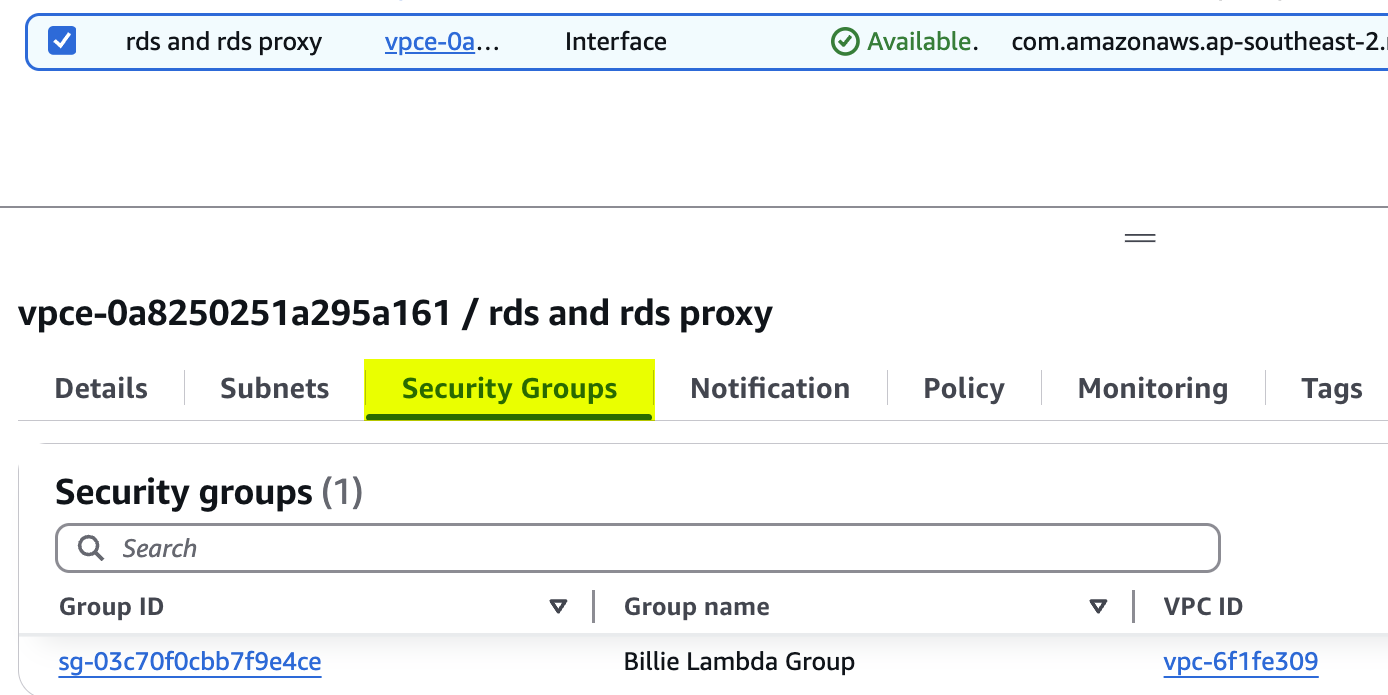 rds and rds proxy vpce-0a... Interface Available. com.amazonaws.ap-southeast-2.
vpce-0a8250251a295a161 / rds and rds proxy
Details Subnets Security Groups Notification Policy Monitoring Tags
Security groups (1)
Search
Group ID Group name VPC ID
sg-03c70f0cbb7f9e4ce Billie Lambda Group vpc-6f1fe309